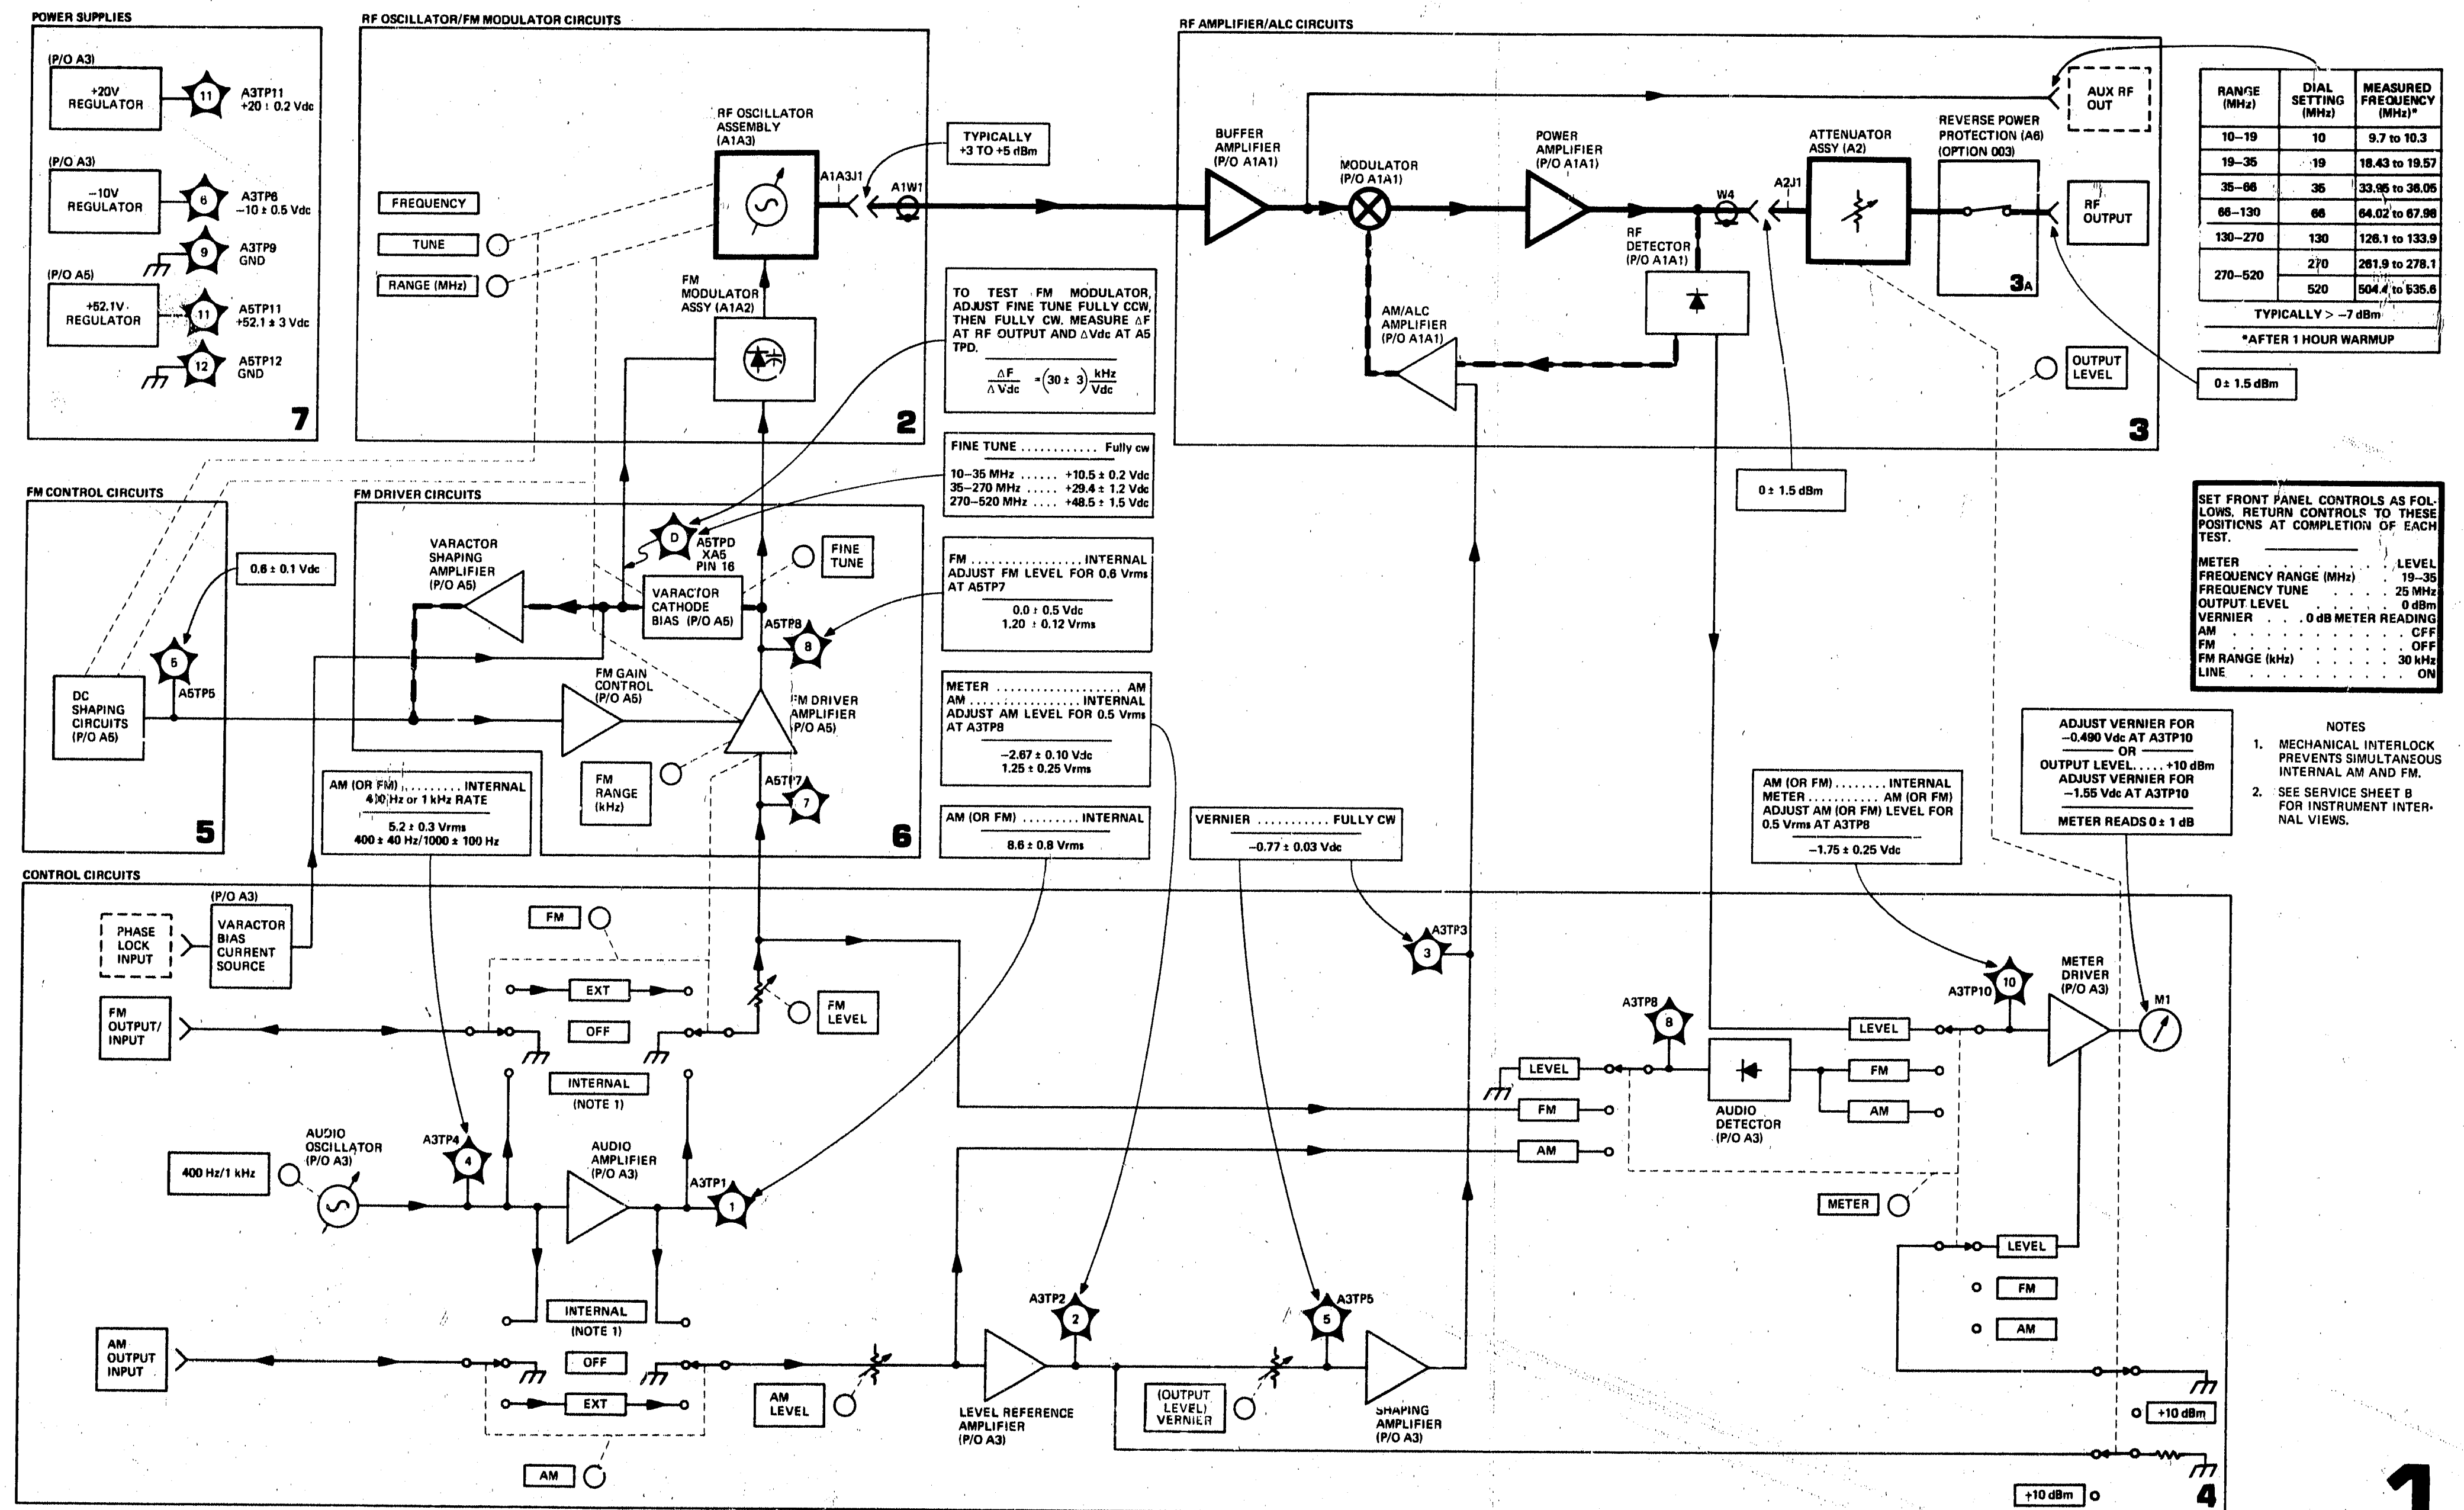 POWER SUPPLIES
(P/O A3)
+20V
REGULATOR
11
A3TP11
+20 ± 0.2 Vdc
(P/O A3)
−10V
REGULATOR
6
A3TP6
−10 ± 0.5 Vdc
9
A3TP9
GND
(P/O A5)
+52.1V
REGULATOR
11
A5TP11
+52.1 ± 3 Vdc
12
A5TP12
GND
7
RF OSCILLATOR/FM MODULATOR CIRCUITS
FREQUENCY
TUNE
RANGE (MHz)
RF OSCILLATOR
ASSEMBLY
(A1A3)
A1A3J1
A1W1
TYPICALLY
+3 TO +5 dBm
FM
MODULATOR
ASSY (A1A2)
2
TO TEST FM MODULATOR,
ADJUST FINE TUNE FULLY CCW,
THEN FULLY CW. MEASURE ΔF
AT RF OUTPUT AND ΔVdc AT A5
TPD.
ΔF
ΔVdc
= (30 ± 3) kHz
Vdc
RF AMPLIFIER/ALC CIRCUITS
BUFFER
AMPLIFIER
(P/O A1A1)
MODULATOR
(P/O A1A1)
POWER
AMPLIFIER
(P/O A1A1)
W4
A2J1
RF
DETECTOR
(P/O A1A1)
AM/ALC
AMPLIFIER
(P/O A1A1)
ATTENUATOR
ASSY (A2)
REVERSE POWER
PROTECTION (A6)
(OPTION 003)
3A
AUX RF
OUT
RF
OUTPUT
OUTPUT
LEVEL
3
0 ± 1.5 dBm
0 ± 1.5 dBm
RANGE
(MHz)
DIAL
SETTING
(MHz)
MEASURED
FREQUENCY
(MHz)*
10–19 10 9.7 to 10.3
19–35 19 18.43 to 19.57
35–66 35 33.95 to 36.05
66–130 66 64.02 to 67.98
130–270 130 126.1 to 133.9
270–520 270 261.9 to 278.1
520 504.4 to 535.6
TYPICALLY > −7 dBm
*AFTER 1 HOUR WARMUP
FM CONTROL CIRCUITS
0.6 ± 0.1 Vdc
5
A5TP5
DC
SHAPING
CIRCUITS
(P/O A5)
5
FM DRIVER CIRCUITS
VARACTOR
SHAPING
AMPLIFIER
(P/O A5)
D
A5TPD
XA5
PIN 16
VARACTOR
CATHODE
BIAS (P/O A5)
FINE
TUNE
A5TP8
8
FM GAIN
CONTROL
(P/O A5)
FM DRIVER
AMPLIFIER
(P/O A5)
FM
RANGE
(kHz)
A5TP7
7
6
FINE TUNE ............ Fully cw
10–35 MHz ...... +10.5 ± 0.2 Vdc
35–270 MHz ..... +29.4 ± 1.2 Vdc
270–520 MHz .... +48.5 ± 1.5 Vdc
FM ................. INTERNAL
ADJUST FM LEVEL FOR 0.6 Vrms
AT A5TP7
0.0 ± 0.5 Vdc
1.20 ± 0.12 Vrms
METER .................. AM
AM ................. INTERNAL
ADJUST AM LEVEL FOR 0.5 Vrms
AT A3TP8
−2.67 ± 0.10 Vdc
1.25 ± 0.25 Vrms
AM (OR FM) ......... INTERNAL
8.6 ± 0.8 Vrms
AM (OR FM) ......... INTERNAL
400 Hz or 1 kHz RATE
5.2 ± 0.3 Vrms
400 ± 40 Hz/1000 ± 100 Hz
VERNIER ........... FULLY CW
−0.77 ± 0.03 Vdc
AM (OR FM) ........ INTERNAL
METER .......... AM (OR FM)
ADJUST AM (OR FM) LEVEL FOR
0.5 Vrms AT A3TP8
−1.75 ± 0.25 Vdc
ADJUST VERNIER FOR
−0.490 Vdc AT A3TP10
OR
OUTPUT LEVEL..... +10 dBm
ADJUST VERNIER FOR
−1.55 Vdc AT A3TP10
METER READS 0 ± 1 dB
SET FRONT PANEL CONTROLS AS FOL-
LOWS. RETURN CONTROLS TO THESE
POSITIONS AT COMPLETION OF EACH
TEST.
METER . . . . . . . . . LEVEL
FREQUENCY RANGE (MHz) . 19–35
FREQUENCY TUNE . . . . 25 MHz
OUTPUT LEVEL . . . . . 0 dBm
VERNIER . . . 0 dB METER READING
AM . . . . . . . . . . . OFF
FM . . . . . . . . . . . OFF
FM RANGE (kHz) . . . . . 30 kHz
LINE . . . . . . . . . . ON
NOTES
1. MECHANICAL INTERLOCK
PREVENTS SIMULTANEOUS
INTERNAL AM AND FM.
2. SEE SERVICE SHEET B
FOR INSTRUMENT INTER-
NAL VIEWS.
CONTROL CIRCUITS
PHASE
LOCK
INPUT
(P/O A3)
VARACTOR
BIAS
CURRENT
SOURCE
FM
OUTPUT/
INPUT
FM
EXT
OFF
INTERNAL
(NOTE 1)
FM
LEVEL
400 Hz/1 kHz
AUDIO
OSCILLATOR
(P/O A3)
A3TP4
4
AUDIO
AMPLIFIER
(P/O A3)
A3TP1
1
AM
OUTPUT
INPUT
INTERNAL
(NOTE 1)
OFF
EXT
AM
AM
LEVEL
LEVEL REFERENCE
AMPLIFIER
(P/O A3)
A3TP2
2
(OUTPUT
LEVEL)
VERNIER
A3TP5
5
SHAPING
AMPLIFIER
(P/O A3)
A3TP3
3
LEVEL
FM
AM
A3TP8
8
AUDIO
DETECTOR
(P/O A3)
LEVEL
FM
AM
A3TP10
10
METER
DRIVER
(P/O A3)
M1
METER
LEVEL
FM
AM
+10 dBm
+10 dBm
4
1